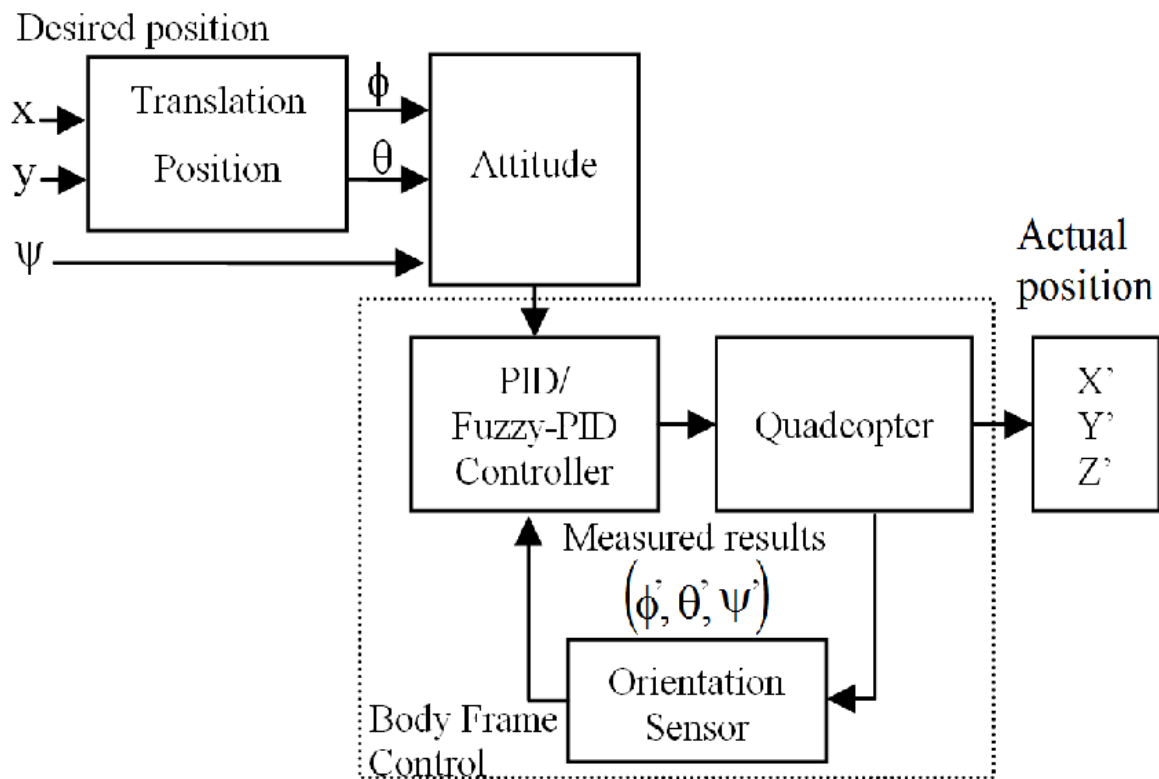 Desired position
x
y
ψ
Translation
Position
ϕ
θ
Attitude
Actual
position
PID/
Fuzzy-PID
Controller
Quadcopter
X’
Y’
Z’
Measured results
(ϕ’, θ’, ψ’)
Orientation
Sensor
Body Frame
Control